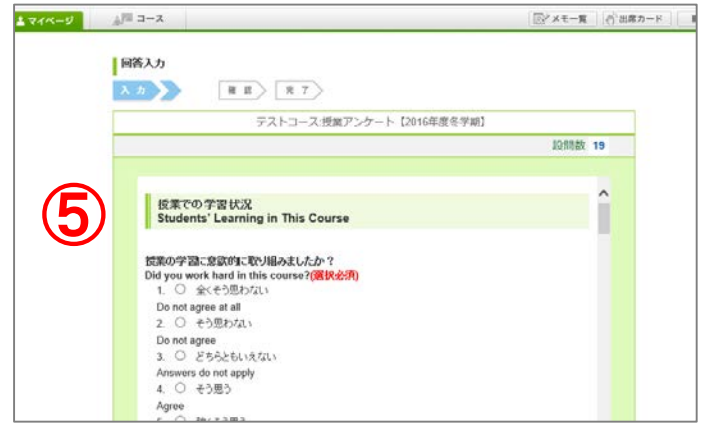 マイページ
コース
メモ一覧
出席カード
回答入力
入力
確認
完了
テストコース:授業アンケート【2016年度冬学期】
設問数 19
⑤
授業での学習状況
Students' Learning in This Course
授業の学習に意欲的に取り組みましたか？
Did you work hard in this course?(選択必須)
1. 全くそう思わない
Do not agree at all
2. そう思わない
Do not agree
3. どちらともいえない
Answers do not apply
4. そう思う
Agree